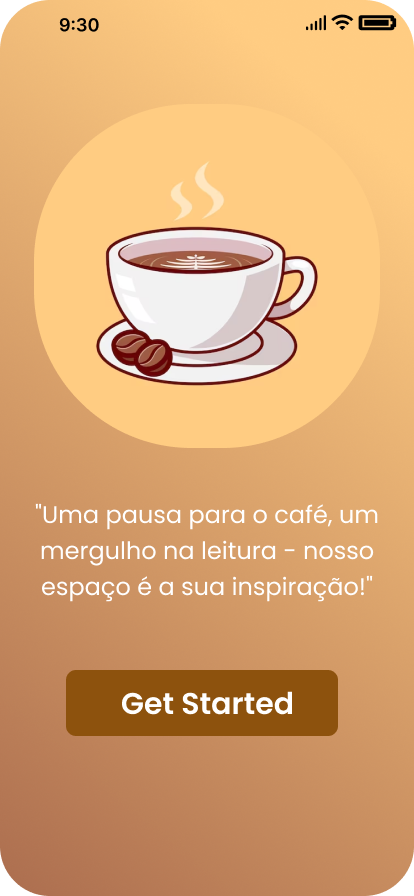 9:30
"Uma pausa para o café, um
mergulho na leitura - nosso
espaço é a sua inspiração!"
Get Started